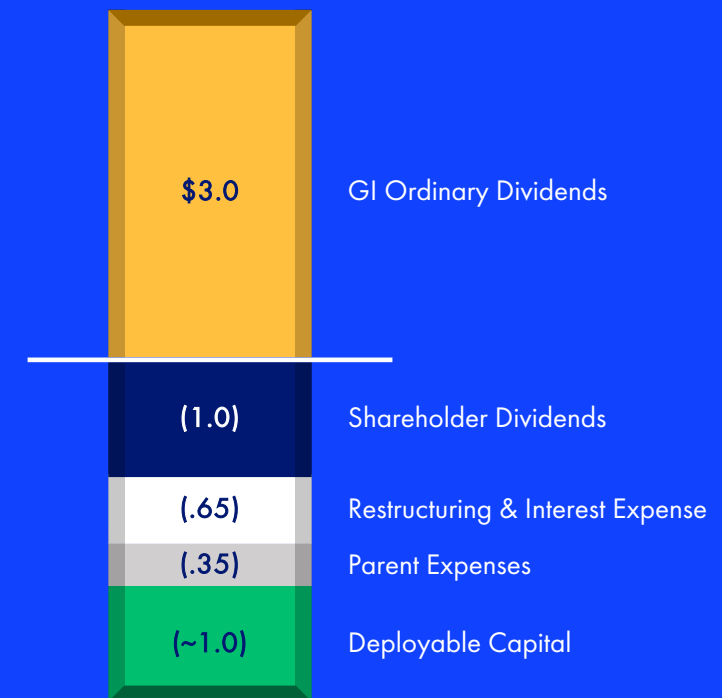 $3.0 GI Ordinary Dividends
(1.0) Shareholder Dividends
(.65) Restructuring & Interest Expense
(.35) Parent Expenses
(~1.0) Deployable Capital